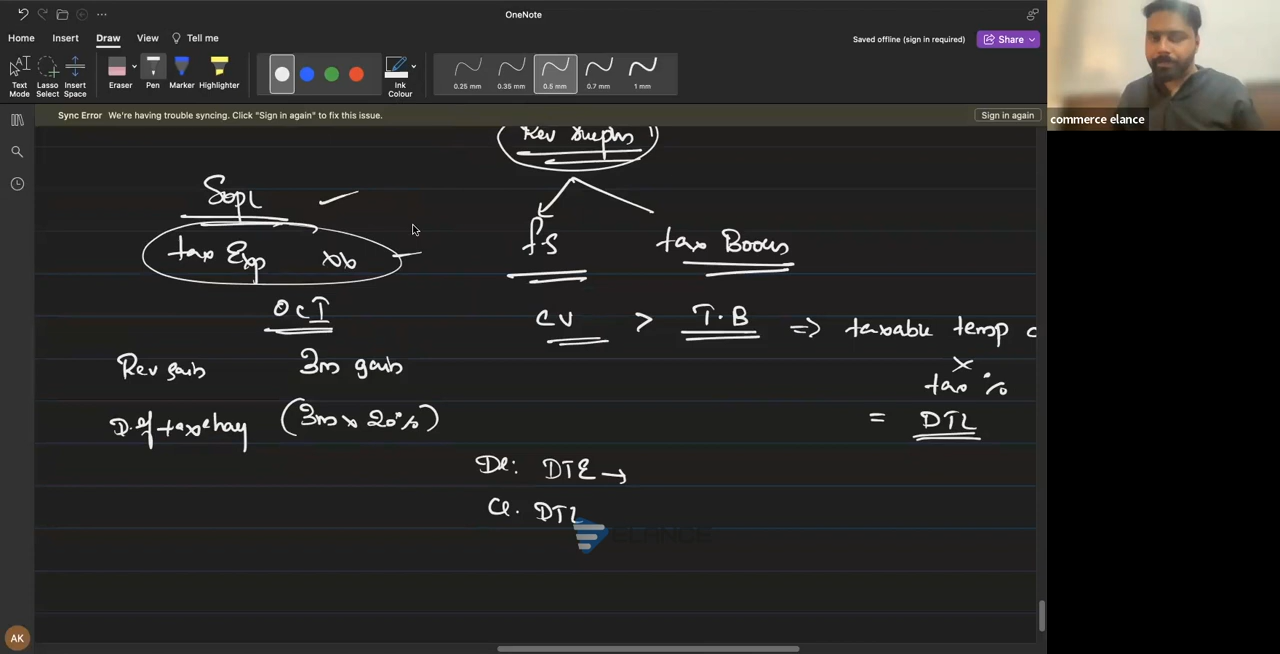 OneNote
Home Insert Draw View Tell me
Saved offline (sign in required) Share
Text Mode
Lasso Select
Insert Space
Eraser
Pen
Marker
Highlighter
Ink Colour
0.25 mm
0.35 mm
0.5 mm
0.7 mm
1 mm
commerce elance
Sync Error We're having trouble syncing. Click "Sign in again" to fix this issue. Sign in again
Rev Surplus
SOPL
FS tax Books
tax Exp xb
OCI
CV > T.B => taxable temp
Rev gain 3m gain
x
tax %
D.ef tax (3m x 20%)
= DTL
DR: DTE →
CR. DTL
ELANCE
AK